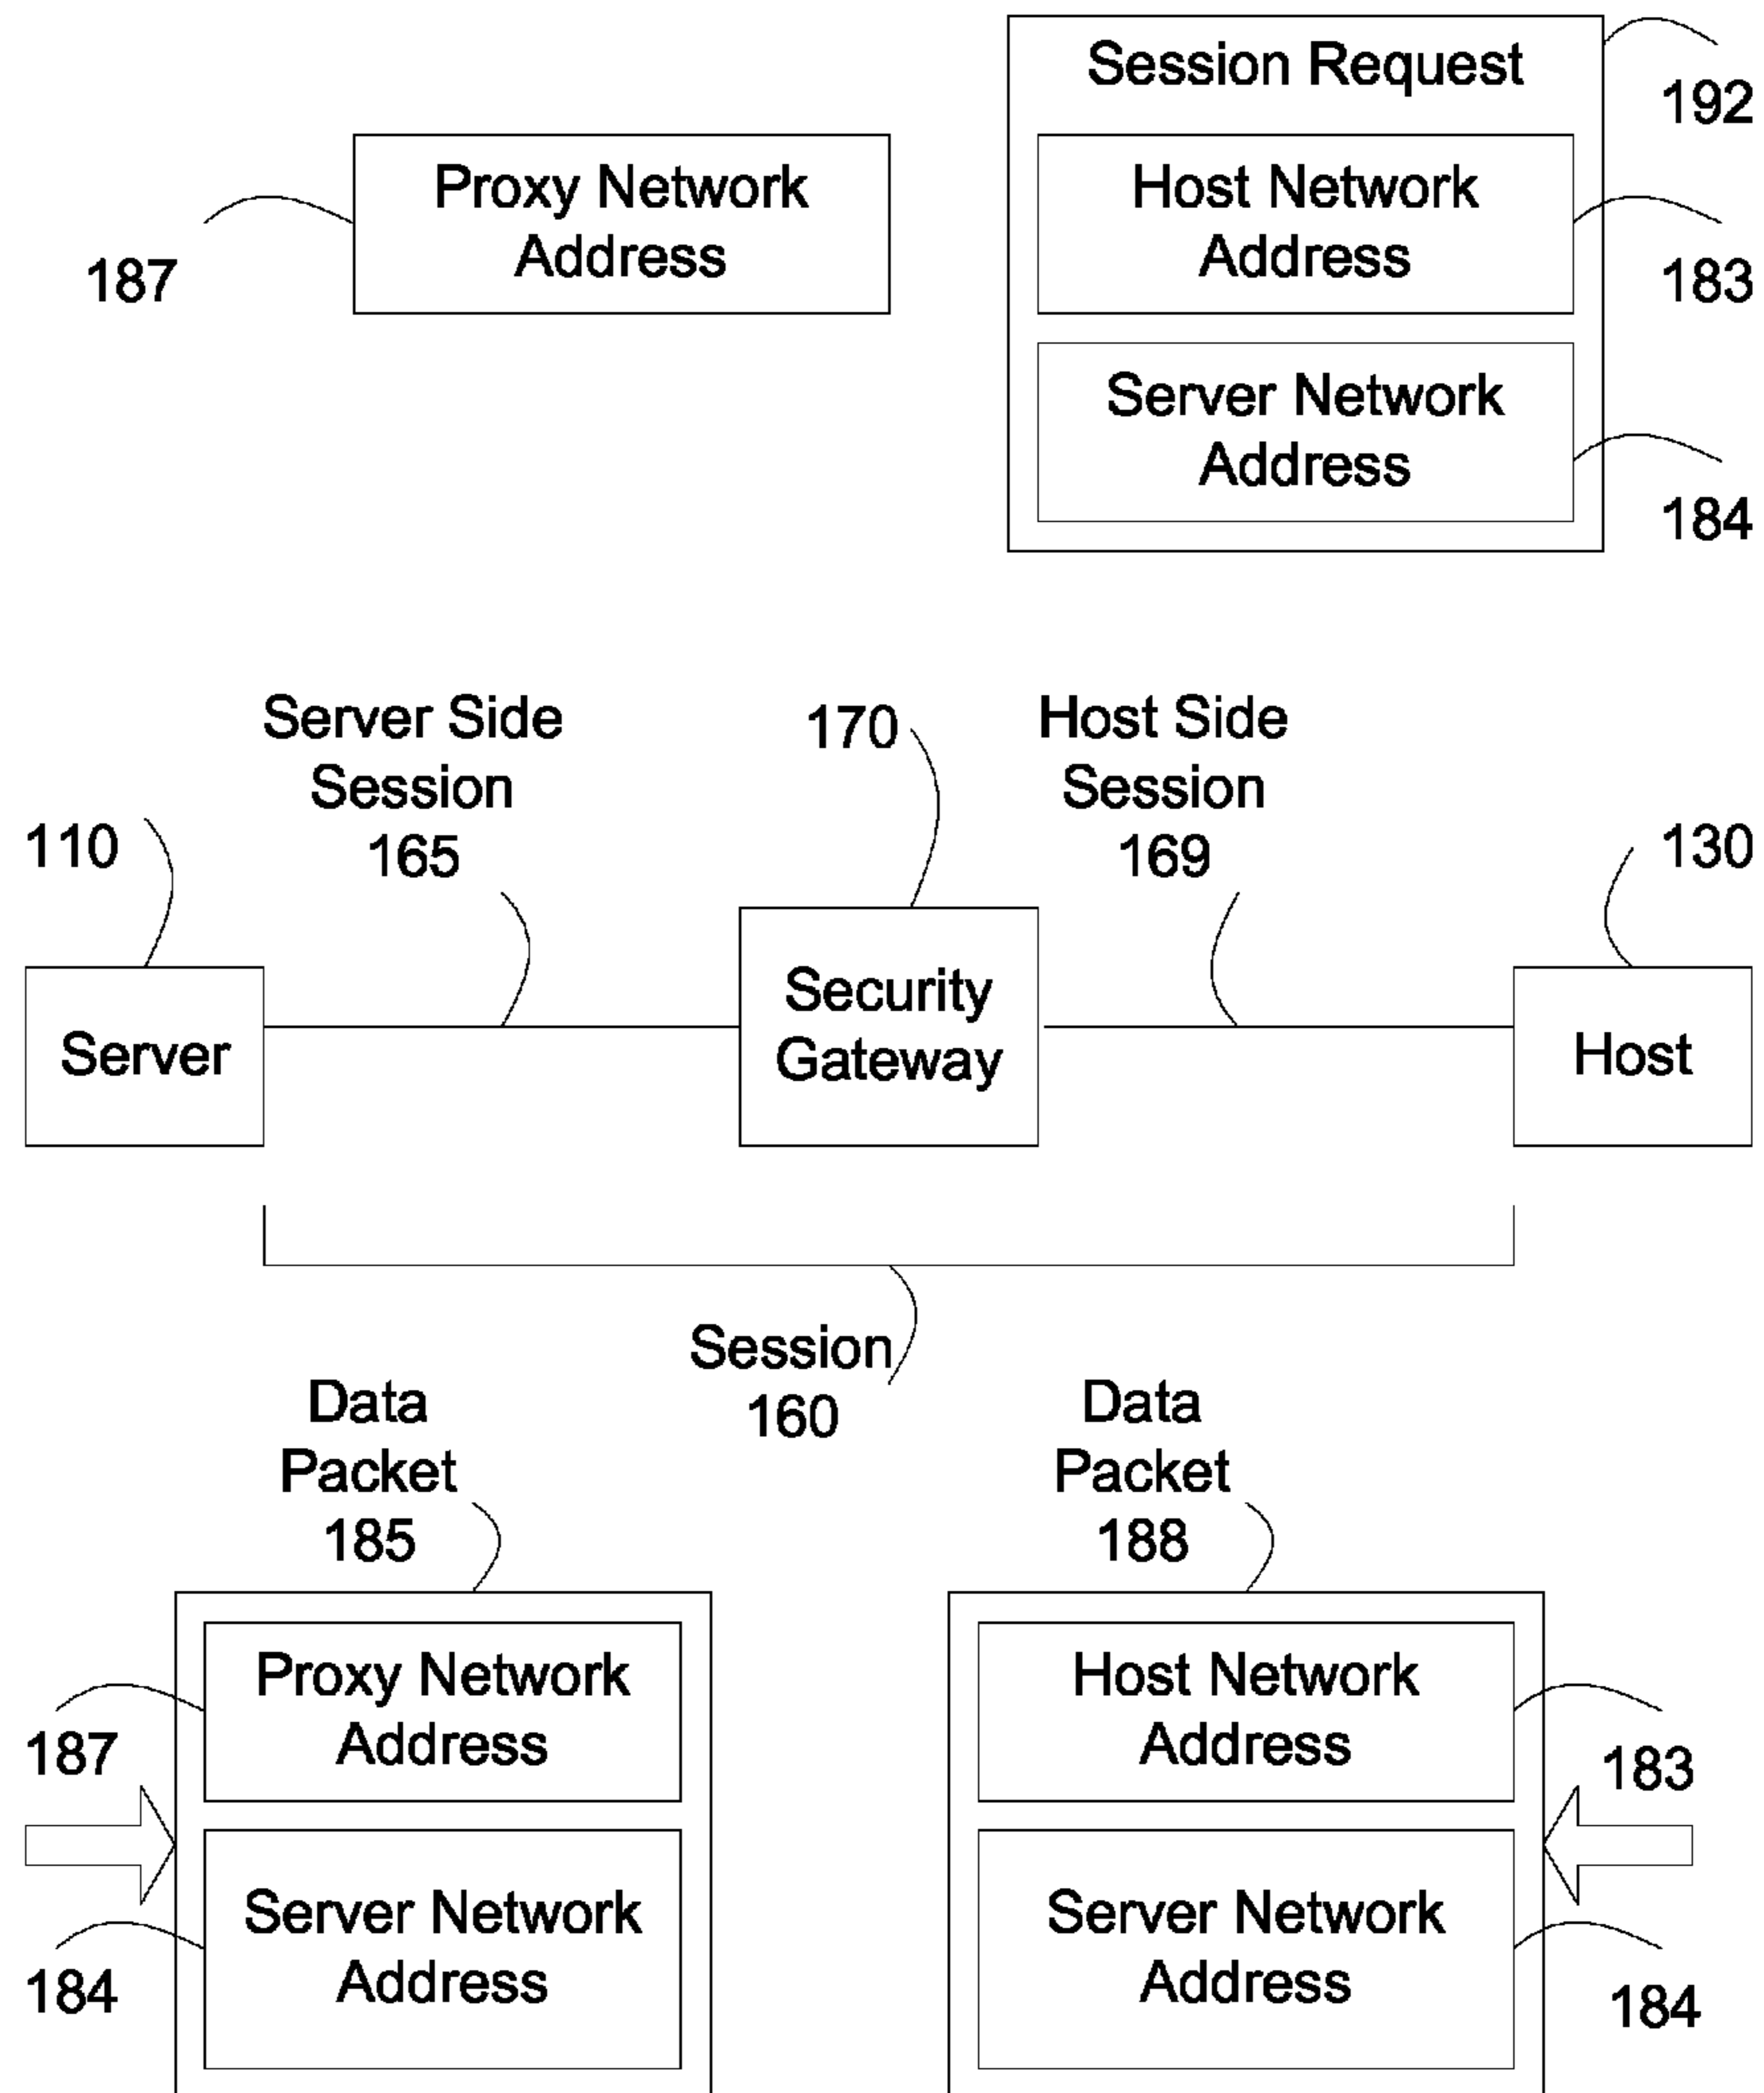 Session Request
192
Proxy Network
Address
187
Host Network
Address
183
Server Network
Address
184
Server Side
Session
165
170
Host Side
Session
169
110
130
Server
Security
Gateway
Host
Session
160
Data
Packet
185
Data
Packet
188
Proxy Network
Address
187
Server Network
Address
184
Host Network
Address
183
Server Network
Address
184